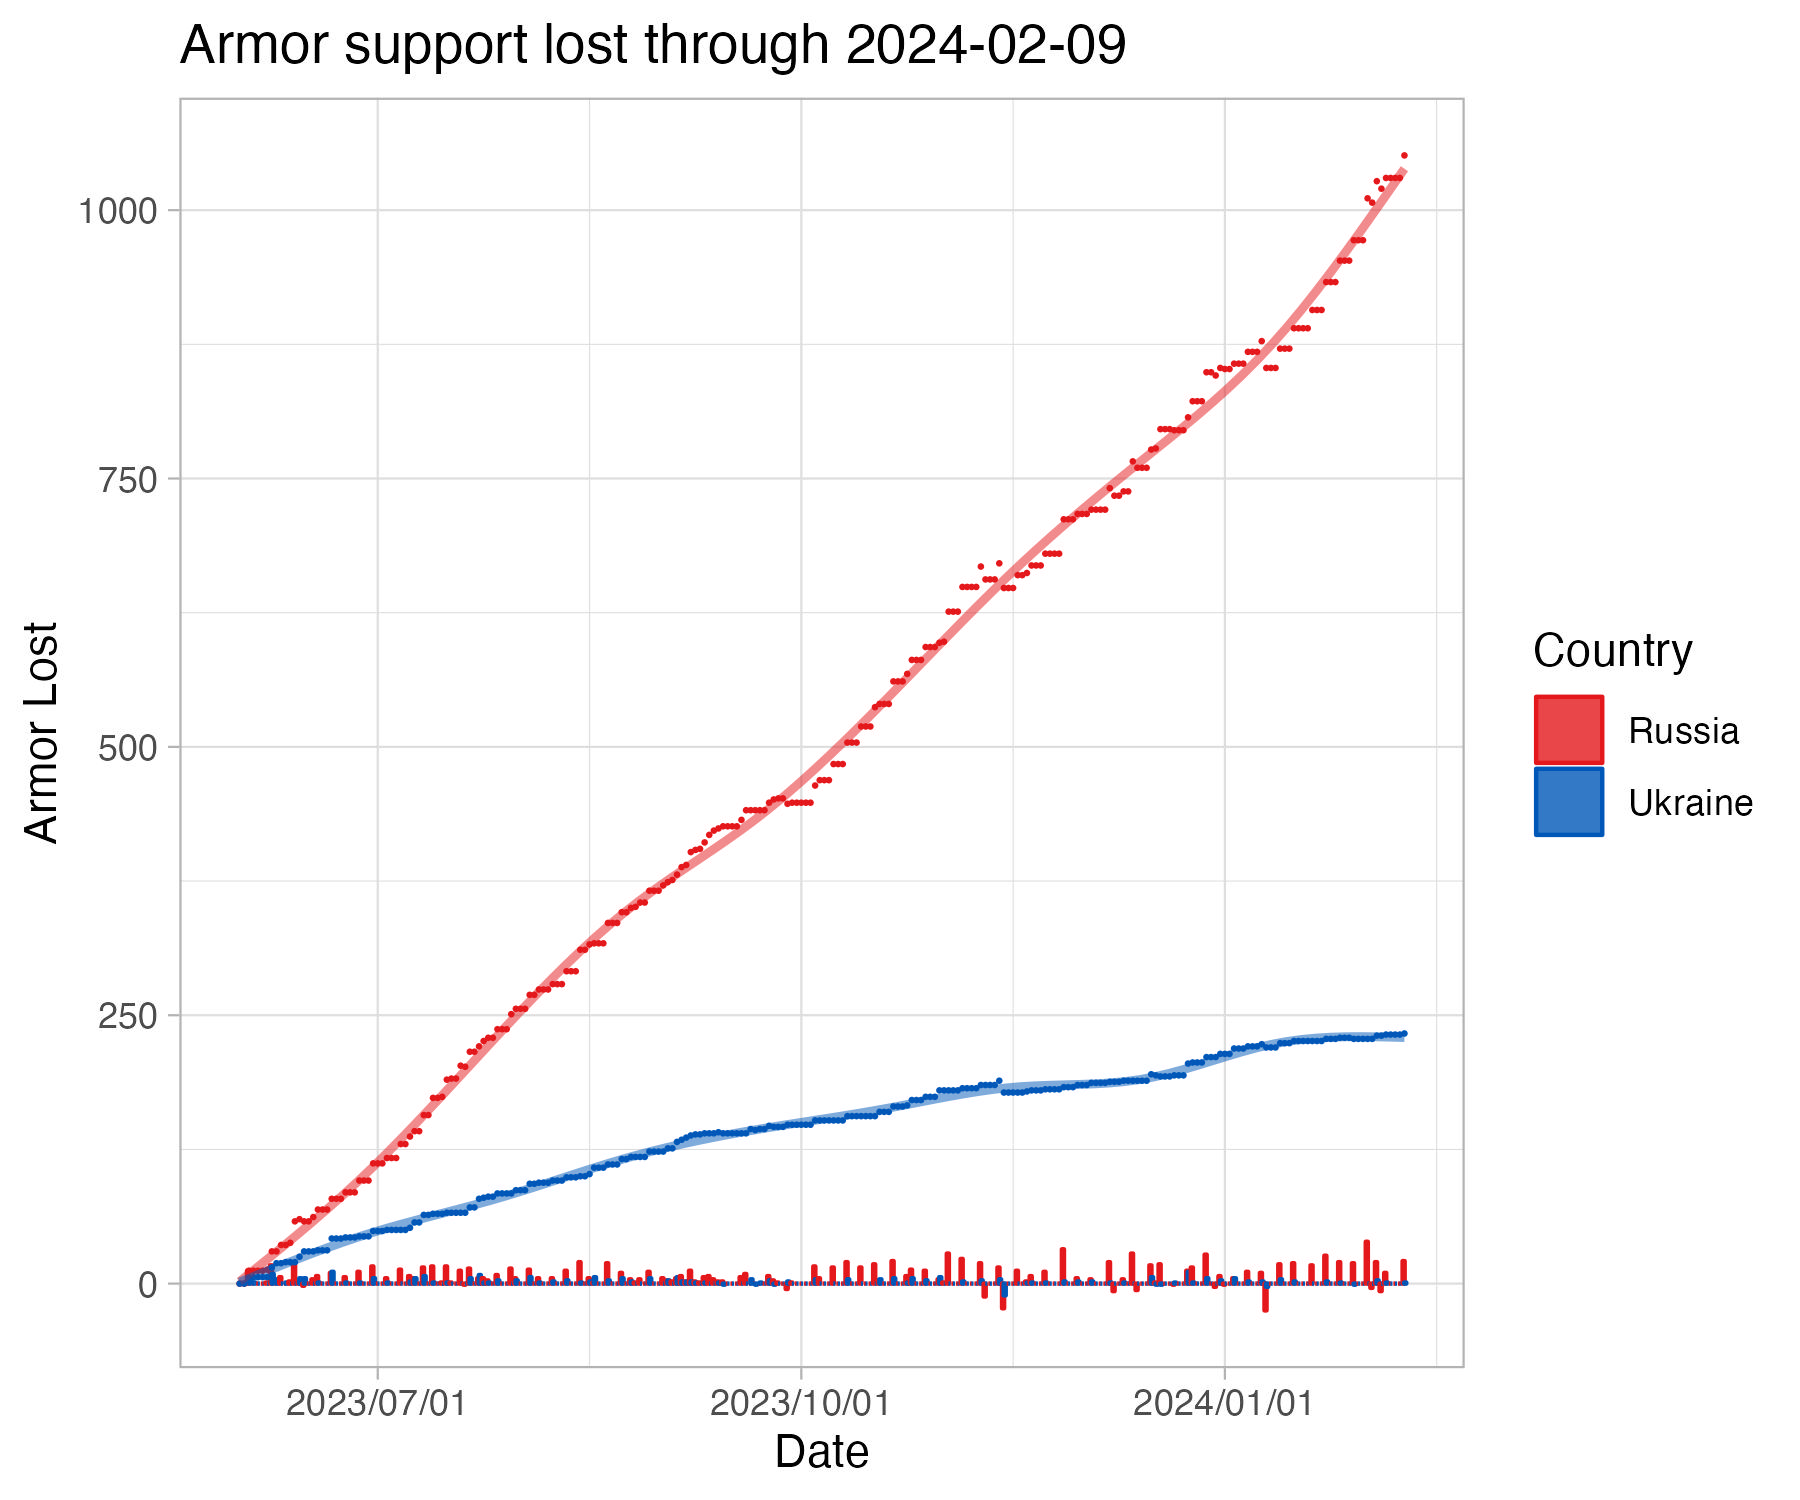 Armor support lost through 2024-02-09
Armor Lost
1000
750
500
250
0
2023/07/01
2023/10/01
2024/01/01
Date
Country
Russia
Ukraine